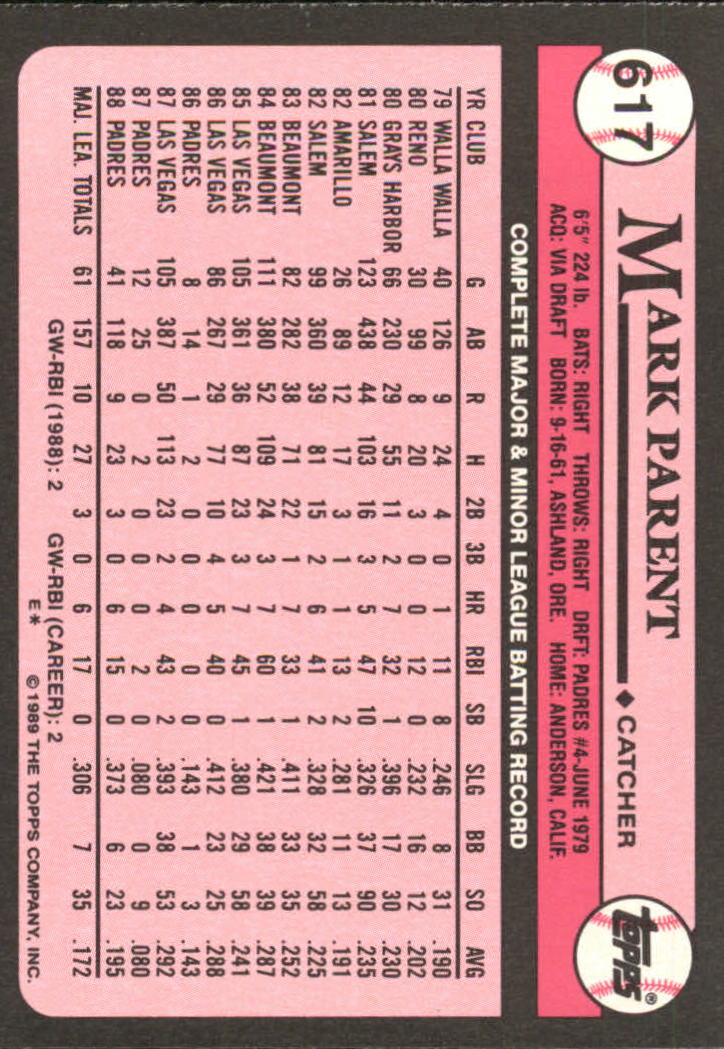 617
MARK PARENT ♦ CATCHER
TOPPS®
6'5" 224 lb. BATS: RIGHT THROWS: RIGHT DRFT: PADRES #4-JUNE 1979
ACQ: VIA DRAFT BORN: 9-16-61, ASHLAND, ORE. HOME: ANDERSON, CALIF.
COMPLETE MAJOR & MINOR LEAGUE BATTING RECORD
YR CLUB G AB R H 2B 3B HR RBI SB SLG BB SO AVG
79 WALLA WALLA 40 126 9 24 4 0 1 11 8 .246 8 31 .190
80 RENO 30 99 8 20 3 0 0 12 0 .232 16 12 .202
80 GRAYS HARBOR 66 230 29 55 11 2 7 32 1 .396 17 30 .230
81 SALEM 123 438 44 103 16 3 5 47 10 .326 37 90 .235
82 AMARILLO 26 89 12 17 3 1 1 13 2 .281 11 13 .191
82 SALEM 99 360 39 81 15 2 6 41 2 .328 32 58 .225
83 BEAUMONT 82 282 38 71 22 1 7 33 1 .411 33 35 .252
84 BEAUMONT 111 380 52 109 24 3 7 60 1 .421 38 39 .287
85 LAS VEGAS 105 361 36 87 23 3 7 45 1 .380 29 58 .241
86 LAS VEGAS 86 267 29 77 10 4 5 40 0 .412 23 25 .288
86 PADRES 8 14 1 2 0 0 0 0 0 .143 1 3 .143
87 LAS VEGAS 105 387 50 113 23 2 4 43 2 .393 38 53 .292
87 PADRES 12 25 0 2 0 0 0 2 0 .080 0 9 .080
88 PADRES 41 118 9 23 3 0 6 15 0 .373 6 23 .195
MAJ. LEA. TOTALS 61 157 10 27 3 0 6 17 0 .306 7 35 .172
GW-RBI (1988): 2 GW-RBI (CAREER): 2
E* © 1989 THE TOPPS COMPANY, INC.